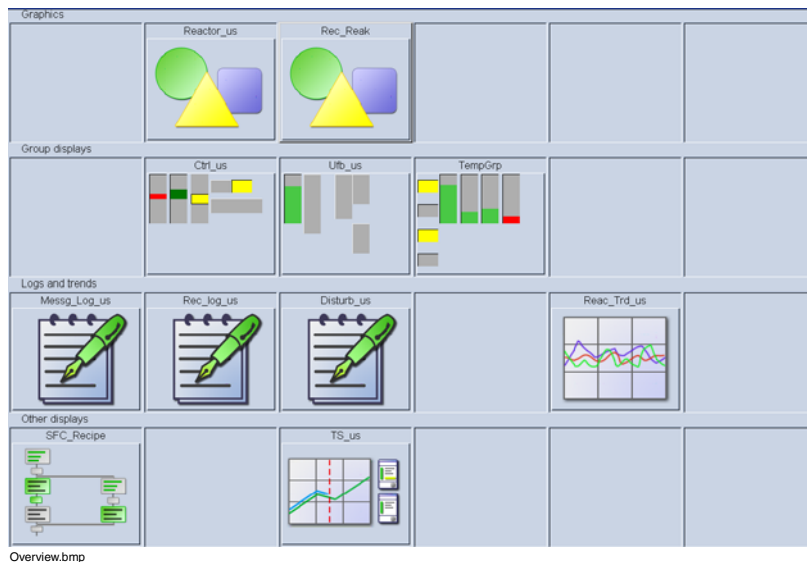 Graphics
Reactor_us
Rec_Reak
Group displays
Ctrl_us
Ufb_us
TempGrp
Logs and trends
Messg_Log_us
Rec_log_us
Disturb_us
Reac_Trd_us
Other displays
SFC_Recipe
TS_us
Overview.bmp